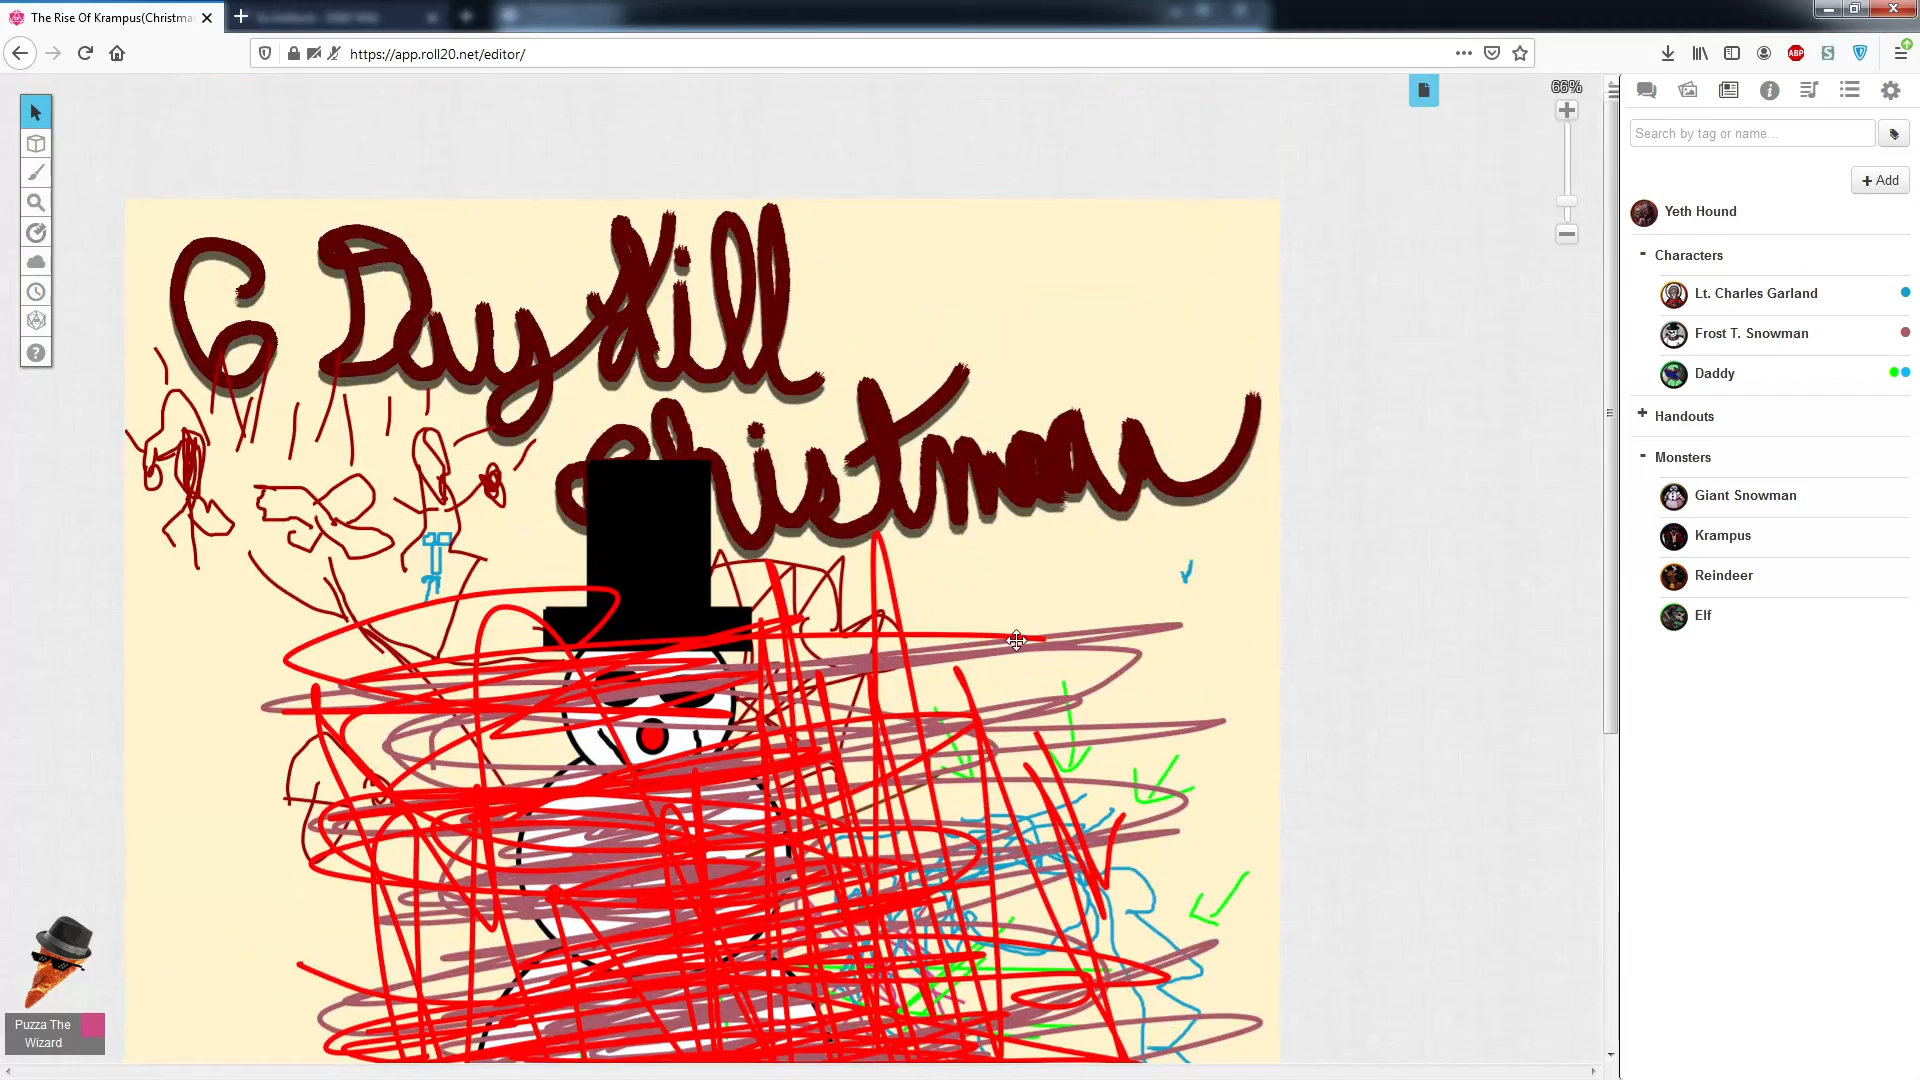 The Rise Of Krampus(Christma
https://app.roll20.net/editor/
ABP
S
66%
Search by tag or name...
+ Add
Yeth Hound
- Characters
Lt. Charles Garland
Frost T. Snowman
Daddy
+ Handouts
- Monsters
Giant Snowman
Krampus
Reindeer
Elf
6 Day Kill
Christmas
Puzza The
Wizard